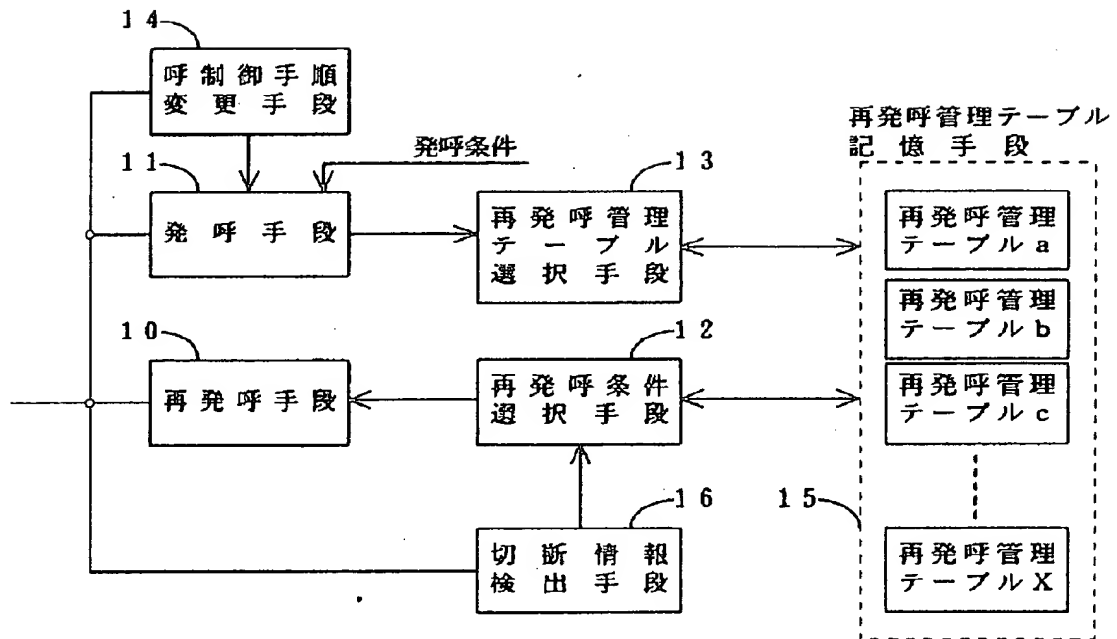 14
呼制御手順
変更手段
発呼条件
11
発呼手段
13
再発呼管理
テーブル
選択手段
再発呼管理テーブル
記憶手段
再発呼管理
テーブルa
再発呼管理
テーブルb
再発呼管理
テーブルc
10
再発呼手段
12
再発呼条件
選択手段
16
切断情報
検出手段
15
再発呼管理
テーブルX